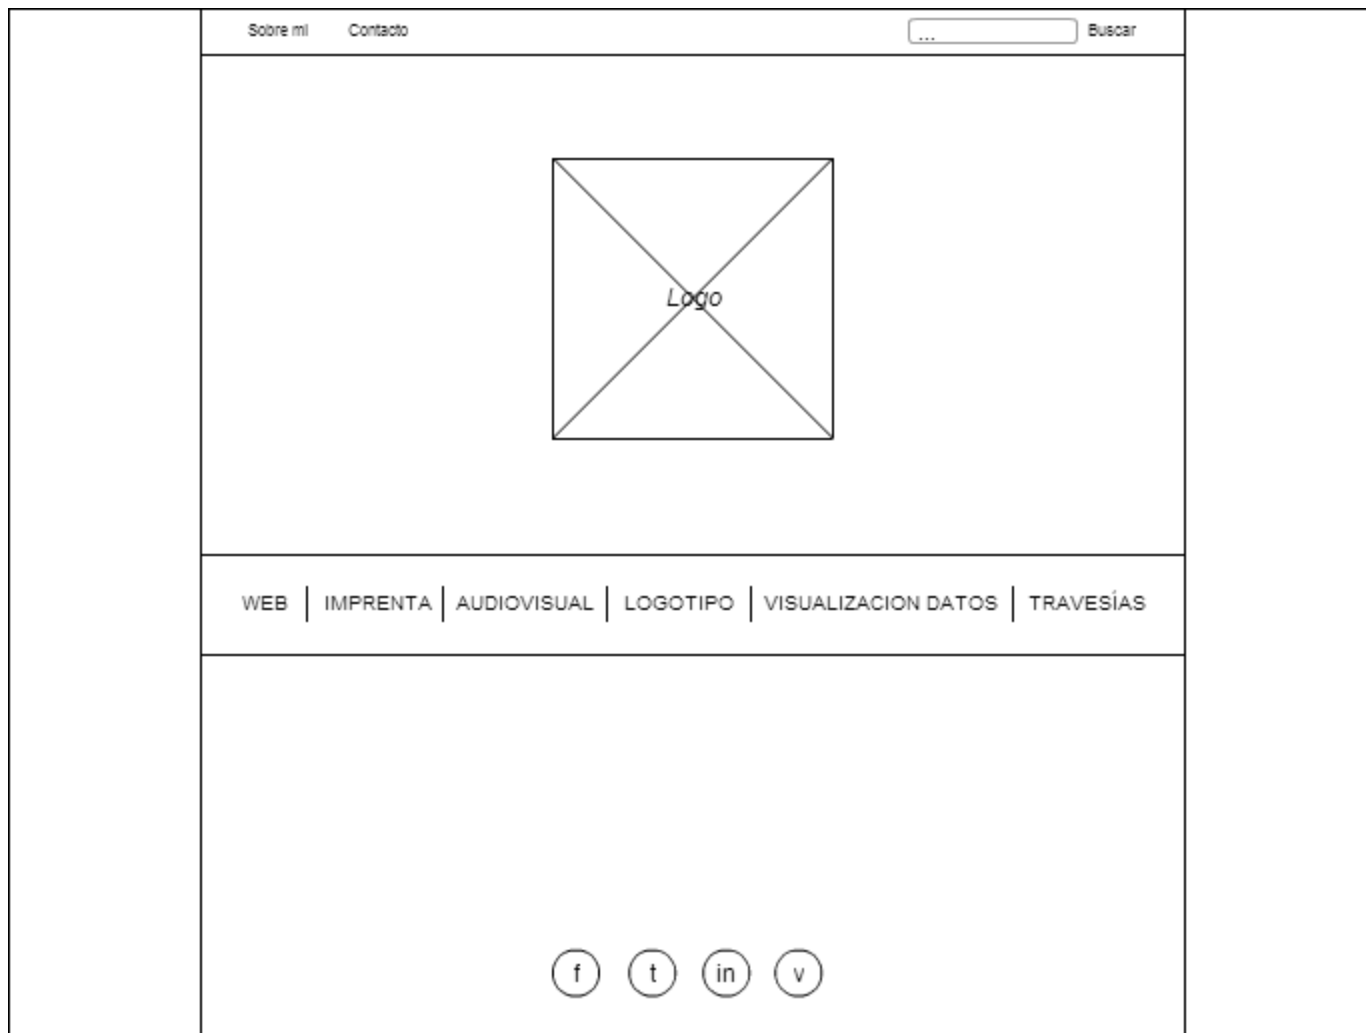 Sobre mi Contacto ... Buscar
Logo
WEB IMPRENTA AUDIOVISUAL LOGOTIPO VISUALIZACION DATOS TRAVESÍAS
f t in v